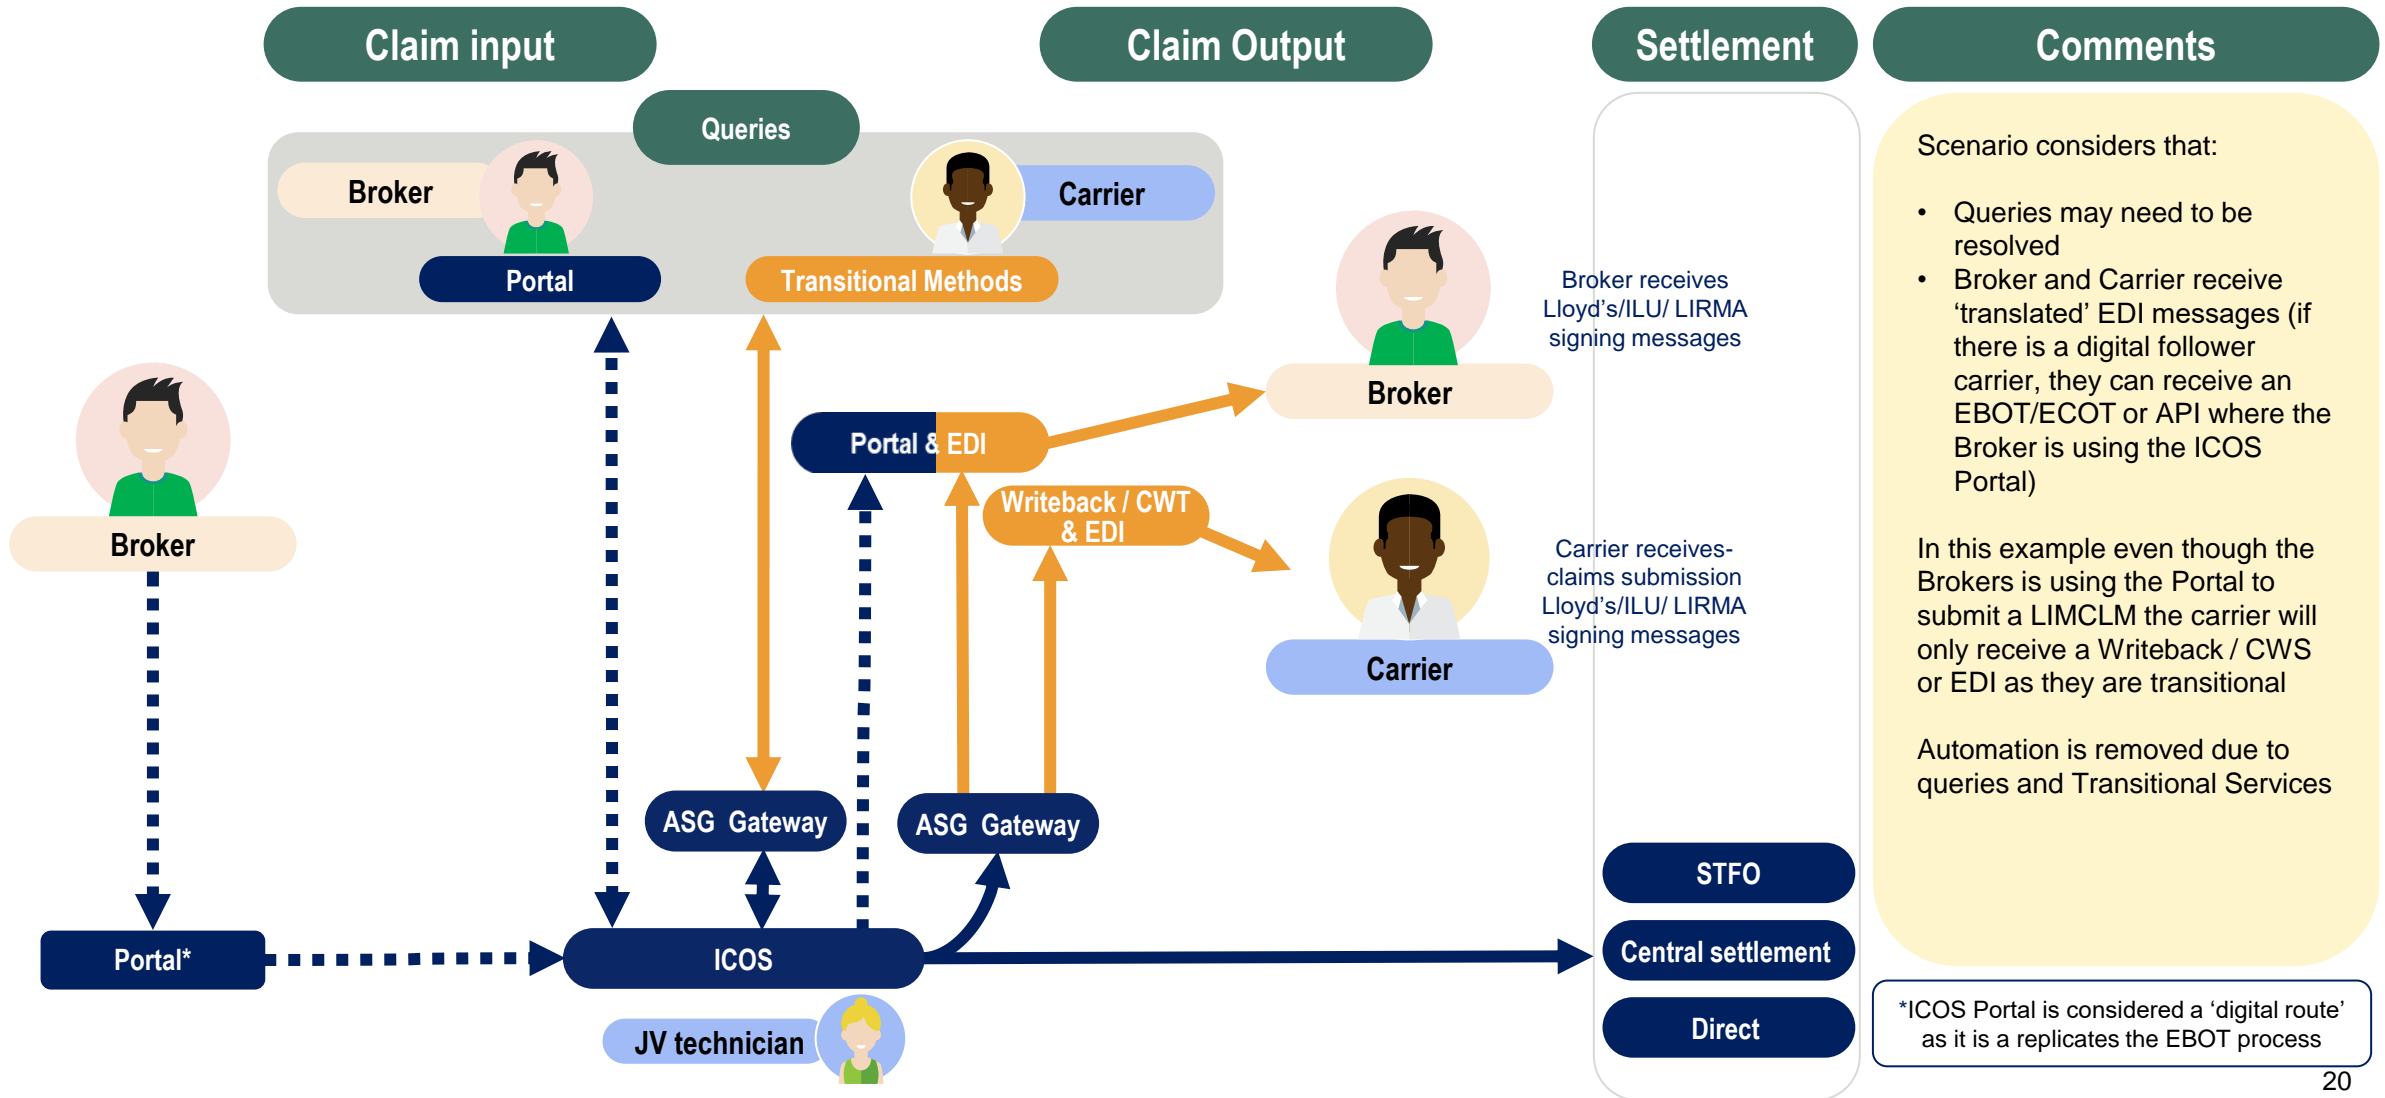 Claim input
Claim Output
Settlement
Comments
Queries
Broker
Carrier
Portal
Transitional Methods
Broker
Broker receives
Lloyd's/ILU/ LIRMA
signing messages
Broker
Portal & EDI
Writeback / CWT
& EDI
Carrier
Carrier receives-
claims submission
Lloyd's/ILU/ LIRMA
signing messages
ASG Gateway
ASG Gateway
Portal*
ICOS
JV technician
STFO
Central settlement
Direct
Scenario considers that:
• Queries may need to be
resolved
• Broker and Carrier receive
‘translated’ EDI messages (if
there is a digital follower
carrier, they can receive an
EBOT/ECOT or API where the
Broker is using the ICOS
Portal)
In this example even though the
Brokers is using the Portal to
submit a LIMCLM the carrier will
only receive a Writeback / CWS
or EDI as they are transitional
Automation is removed due to
queries and Transitional Services
*ICOS Portal is considered a ‘digital route’
as it is a replicates the EBOT process
20